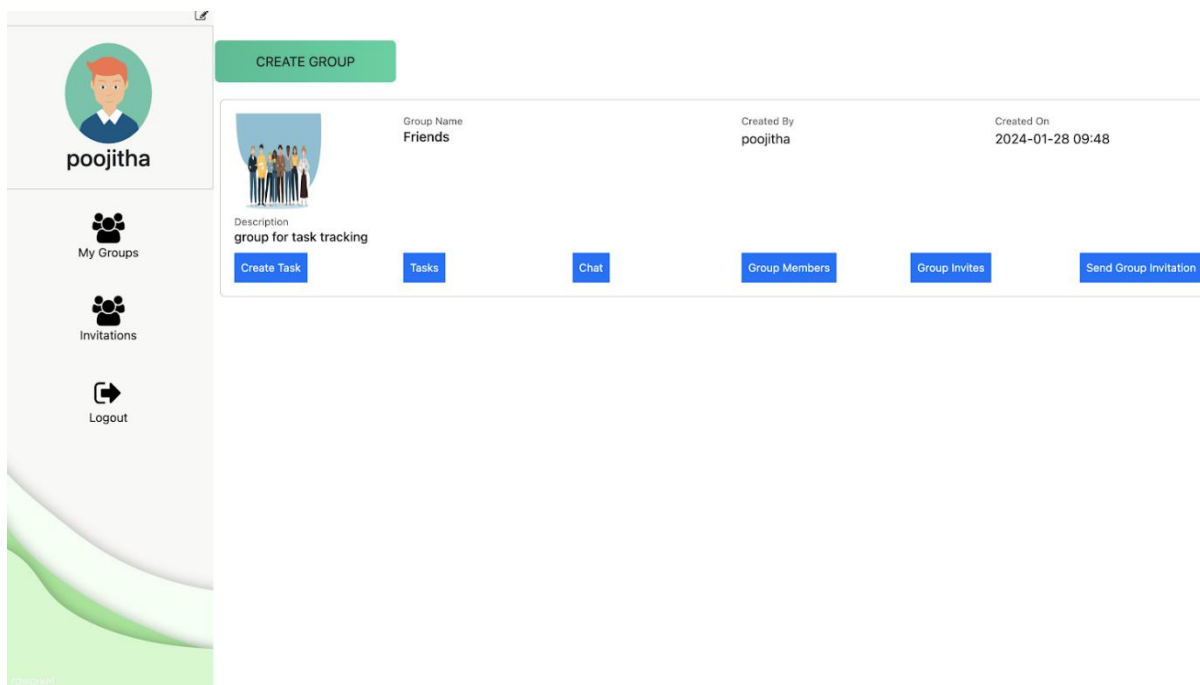 poojitha
My Groups
Invitations
Logout
CREATE GROUP
Group Name
Friends
Created By
poojitha
Created On
2024-01-28 09:48
Description
group for task tracking
Create Task
Tasks
Chat
Group Members
Group Invites
Send Group Invitation